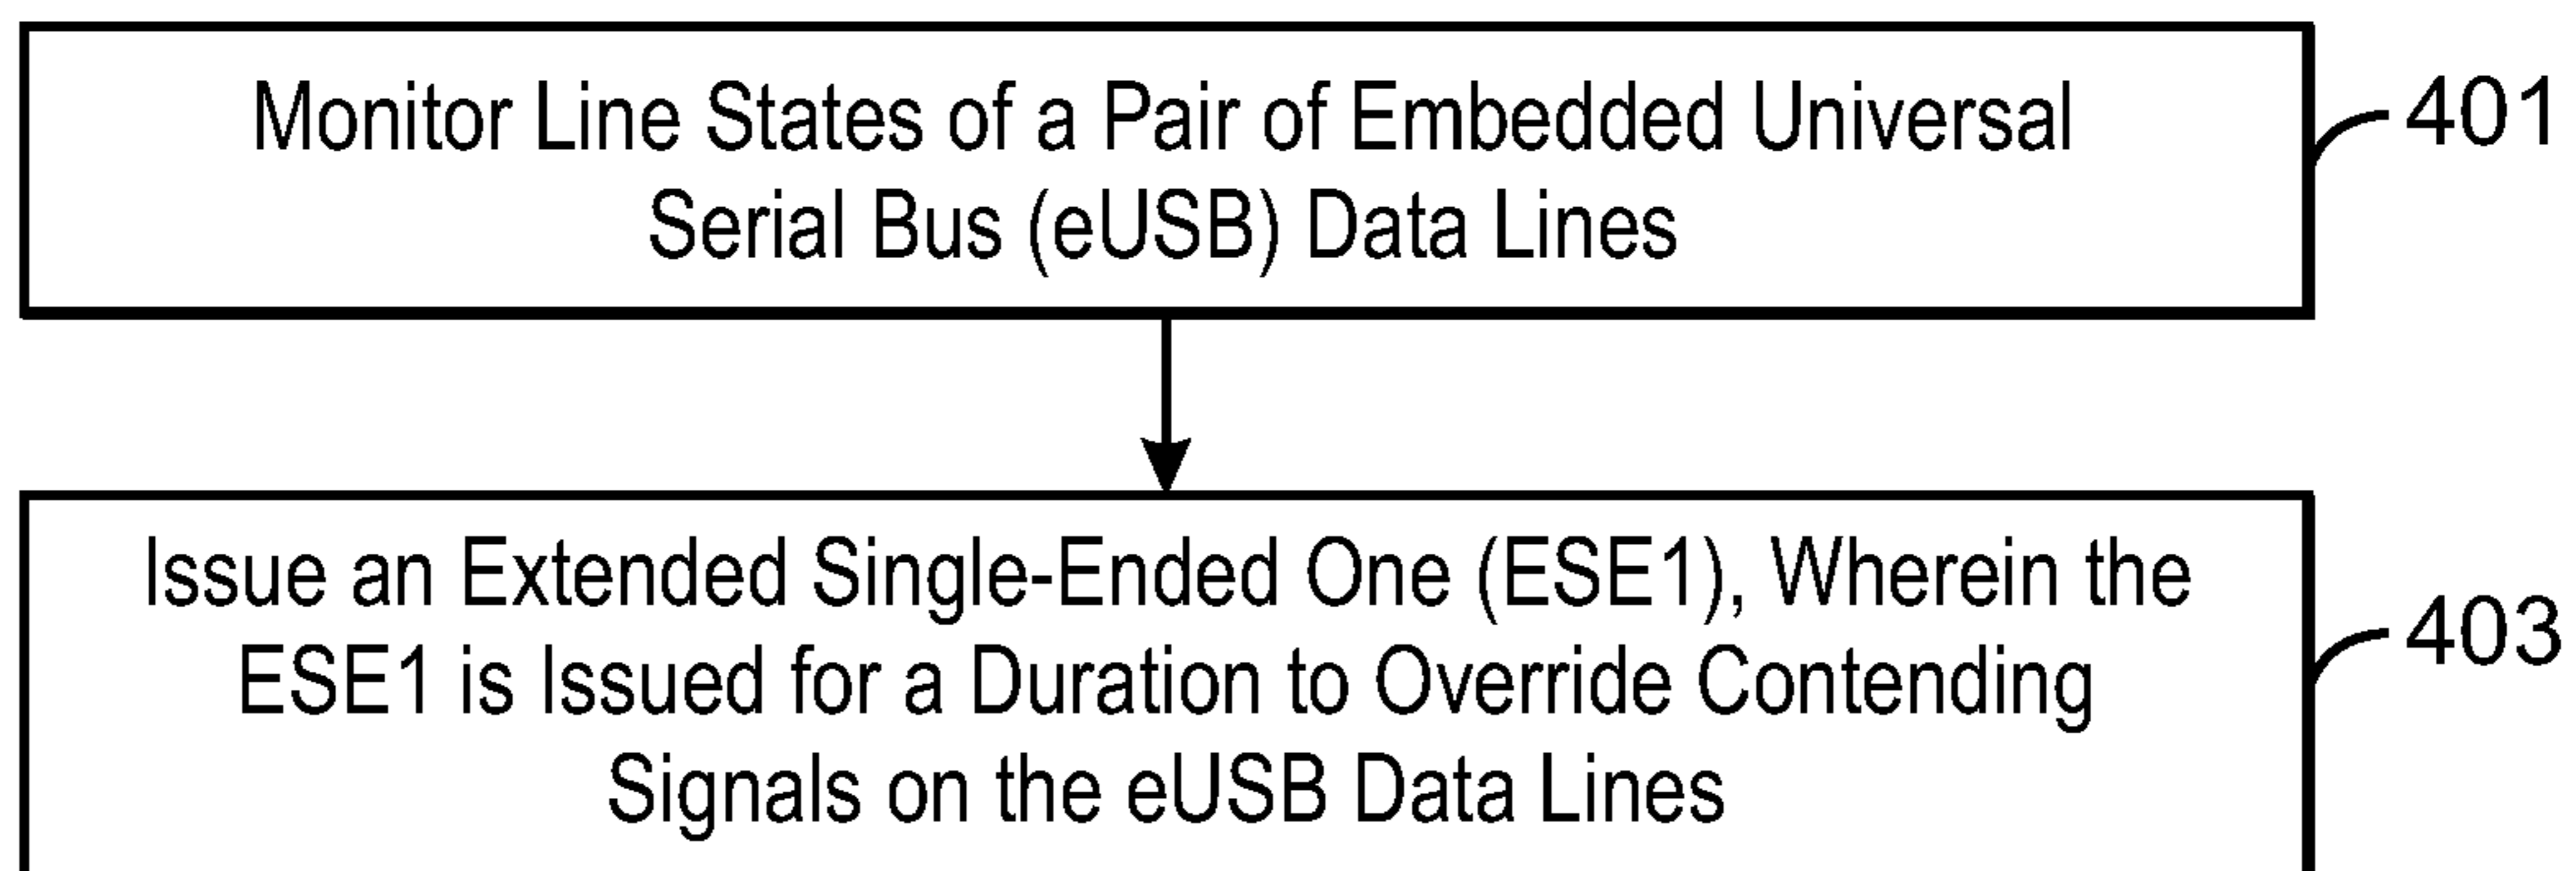 Monitor Line States of a Pair of Embedded Universal
Serial Bus (eUSB) Data Lines
401
Issue an Extended Single-Ended One (ESE1), Wherein the
ESE1 is Issued for a Duration to Override Contending
Signals on the eUSB Data Lines
403